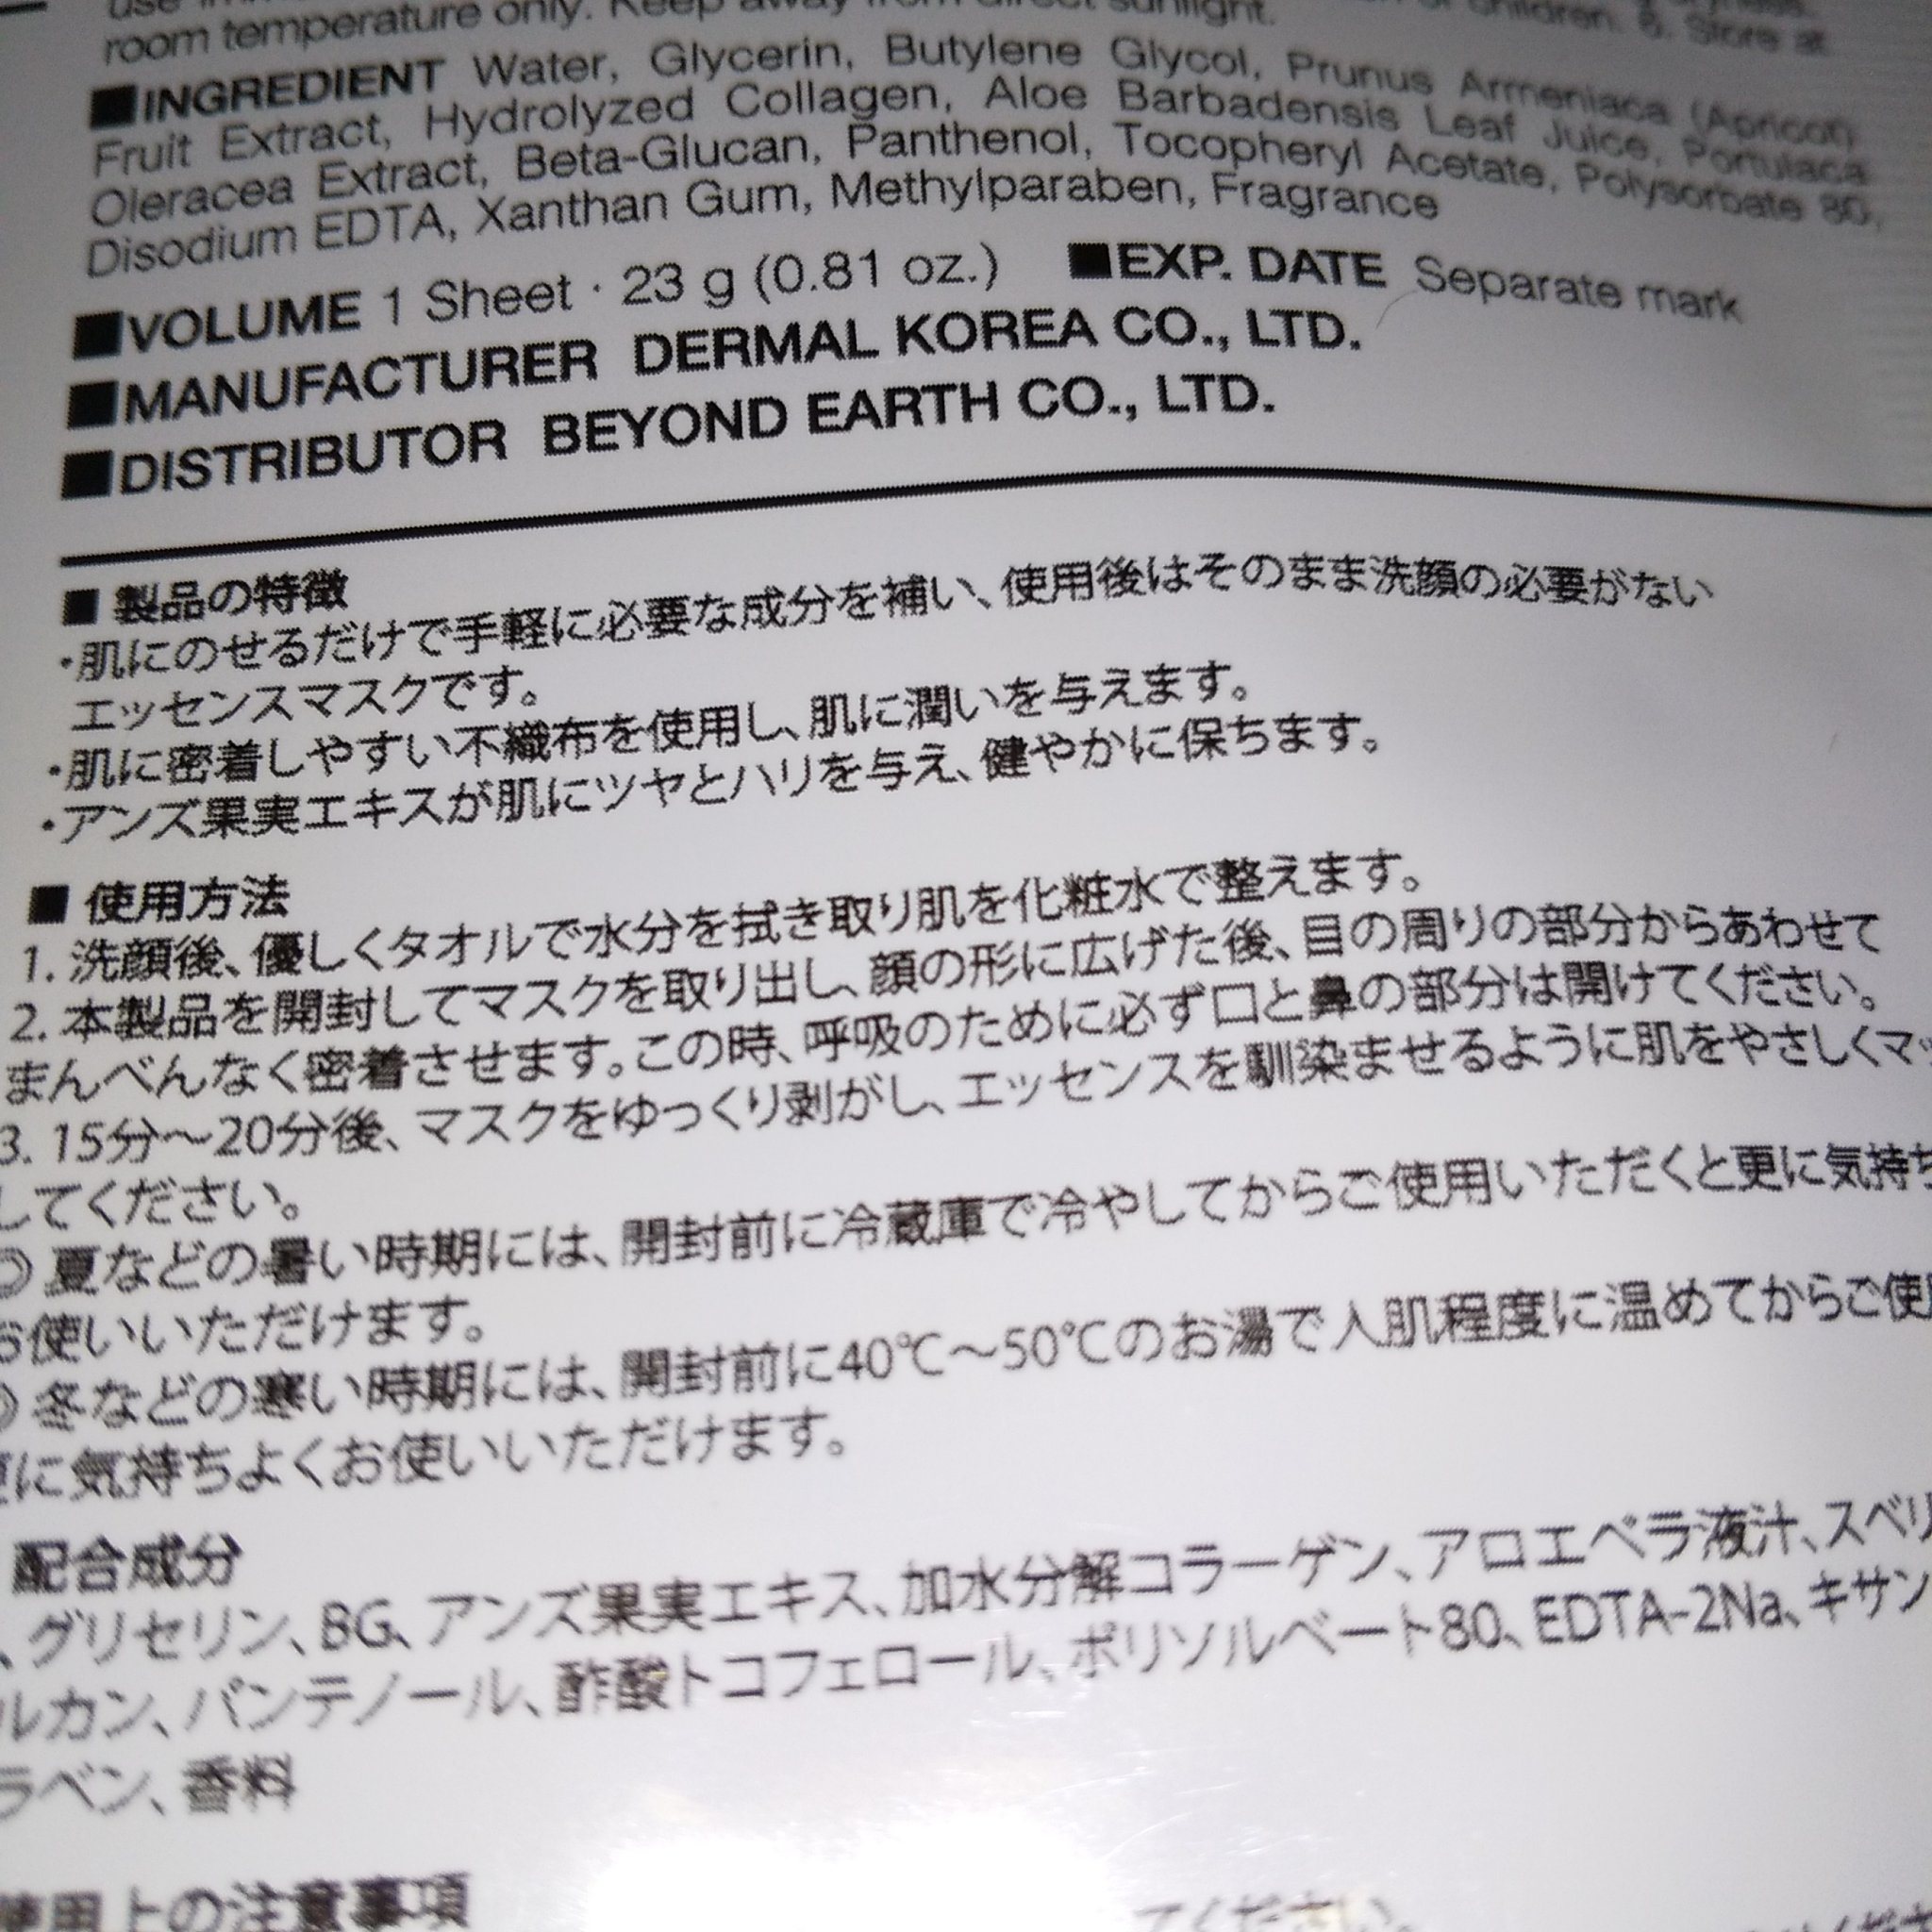 room temperature only. Keep away from direct sunlight. of children. 6. Store at
■INGREDIENT Water, Glycerin, Butylene Glycol, Prunus Armeniaca (Apricot)
Fruit Extract, Hydrolyzed Collagen, Aloe Barbadensis Leaf Juice, Portulaca
Oleracea Extract, Beta-Glucan, Panthenol, Tocopheryl Acetate, Polysorbate 80,
Disodium EDTA, Xanthan Gum, Methylparaben, Fragrance
■VOLUME 1 Sheet · 23 g (0.81 oz.) ■EXP. DATE Separate mark
■MANUFACTURER DERMAL KOREA CO., LTD.
■DISTRIBUTOR BEYOND EARTH CO., LTD.
■ 製品の特徴
・肌にのせるだけで手軽に必要な成分を補い、使用後はそのまま洗顔の必要がない
エッセンスマスクです。
・肌に密着しやすい不織布を使用し、肌に潤いを与えます。
・アンズ果実エキスが肌にツヤとハリを与え、健やかに保ちます。
■ 使用方法
1. 洗顔後、優しくタオルで水分を拭き取り肌を化粧水で整えます。
2. 本製品を開封してマスクを取り出し、顔の形に広げた後、目の周りの部分からあわせて
まんべんなく密着させます。この時、呼吸のために必ず口と鼻の部分は開けてください。
3. 15分～20分後、マスクをゆっくり剥がし、エッセンスを馴染ませるように肌をやさしくマッ
してください。
◎ 夏などの暑い時期には、開封前に冷蔵庫で冷やしてからご使用いただくと更に気持ち
お使いいただけます。
◎ 冬などの寒い時期には、開封前に40℃～50℃のお湯で人肌程度に温めてからご使用
更に気持ちよくお使いいただけます。
配合成分
、グリセリン、BG、アンズ果実エキス、加水分解コラーゲン、アロエベラ液汁、スベリ
ルカン、パンテノール、酢酸トコフェロール、ポリソルベート80、EDTA-2Na、キサン
ラベン、香料
使用上の注意事項
てください。